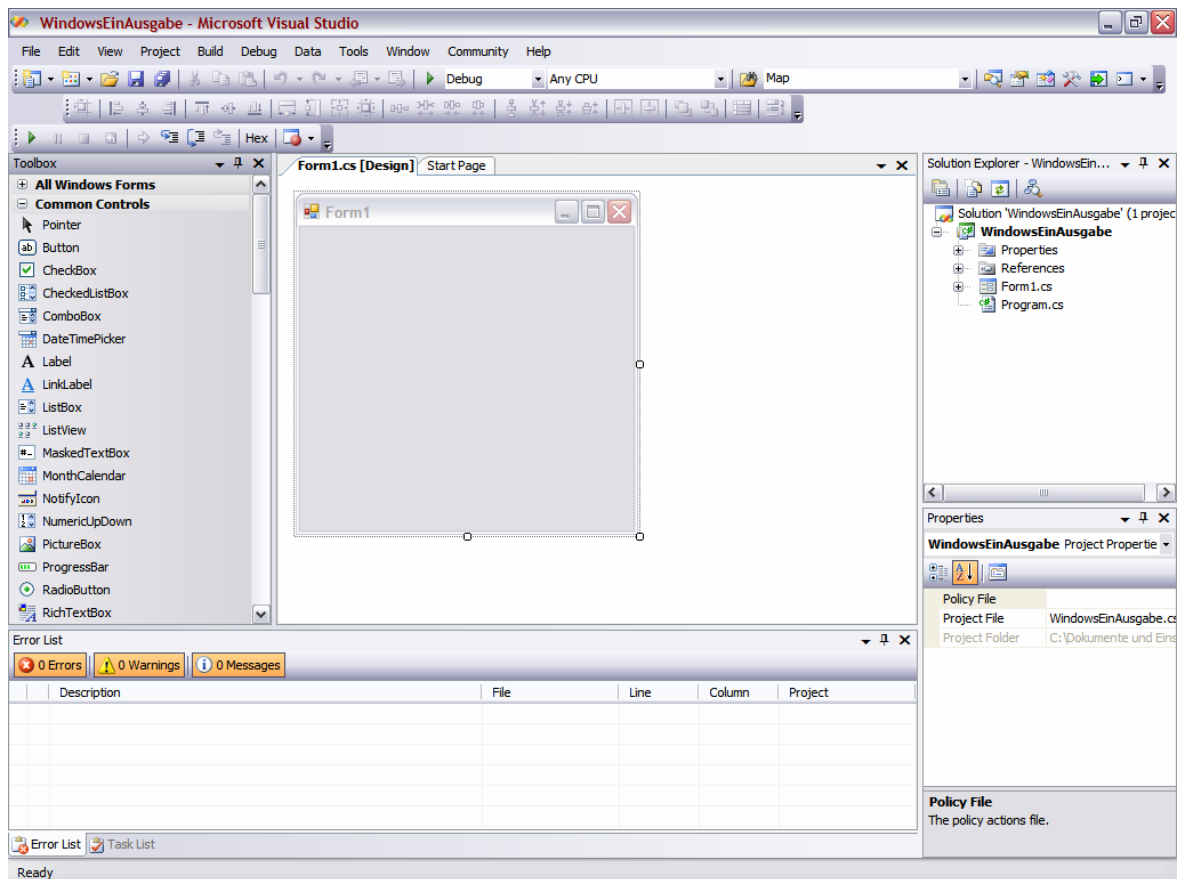 WindowsEinAusgabe - Microsoft Visual Studio
File Edit View Project Build Debug Data Tools Window Community Help
Debug Any CPU Map
Hex
Toolbox
All Windows Forms
Common Controls
Pointer
Button
CheckBox
CheckedListBox
ComboBox
DateTimePicker
Label
LinkLabel
ListBox
ListView
MaskedTextBox
MonthCalendar
NotifyIcon
NumericUpDown
PictureBox
ProgressBar
RadioButton
RichTextBox
Form1.cs [Design] Start Page
Form1
Solution Explorer - WindowsEin...
Solution 'WindowsEinAusgabe' (1 projec
WindowsEinAusgabe
Properties
References
Form1.cs
Program.cs
Properties
WindowsEinAusgabe Project Propertie
Policy File
Project File WindowsEinAusgabe.cs
Project Folder C:\Dokumente und Eins
Policy File
The policy actions file.
Error List
0 Errors 0 Warnings 0 Messages
Description File Line Column Project
Error List Task List
Ready